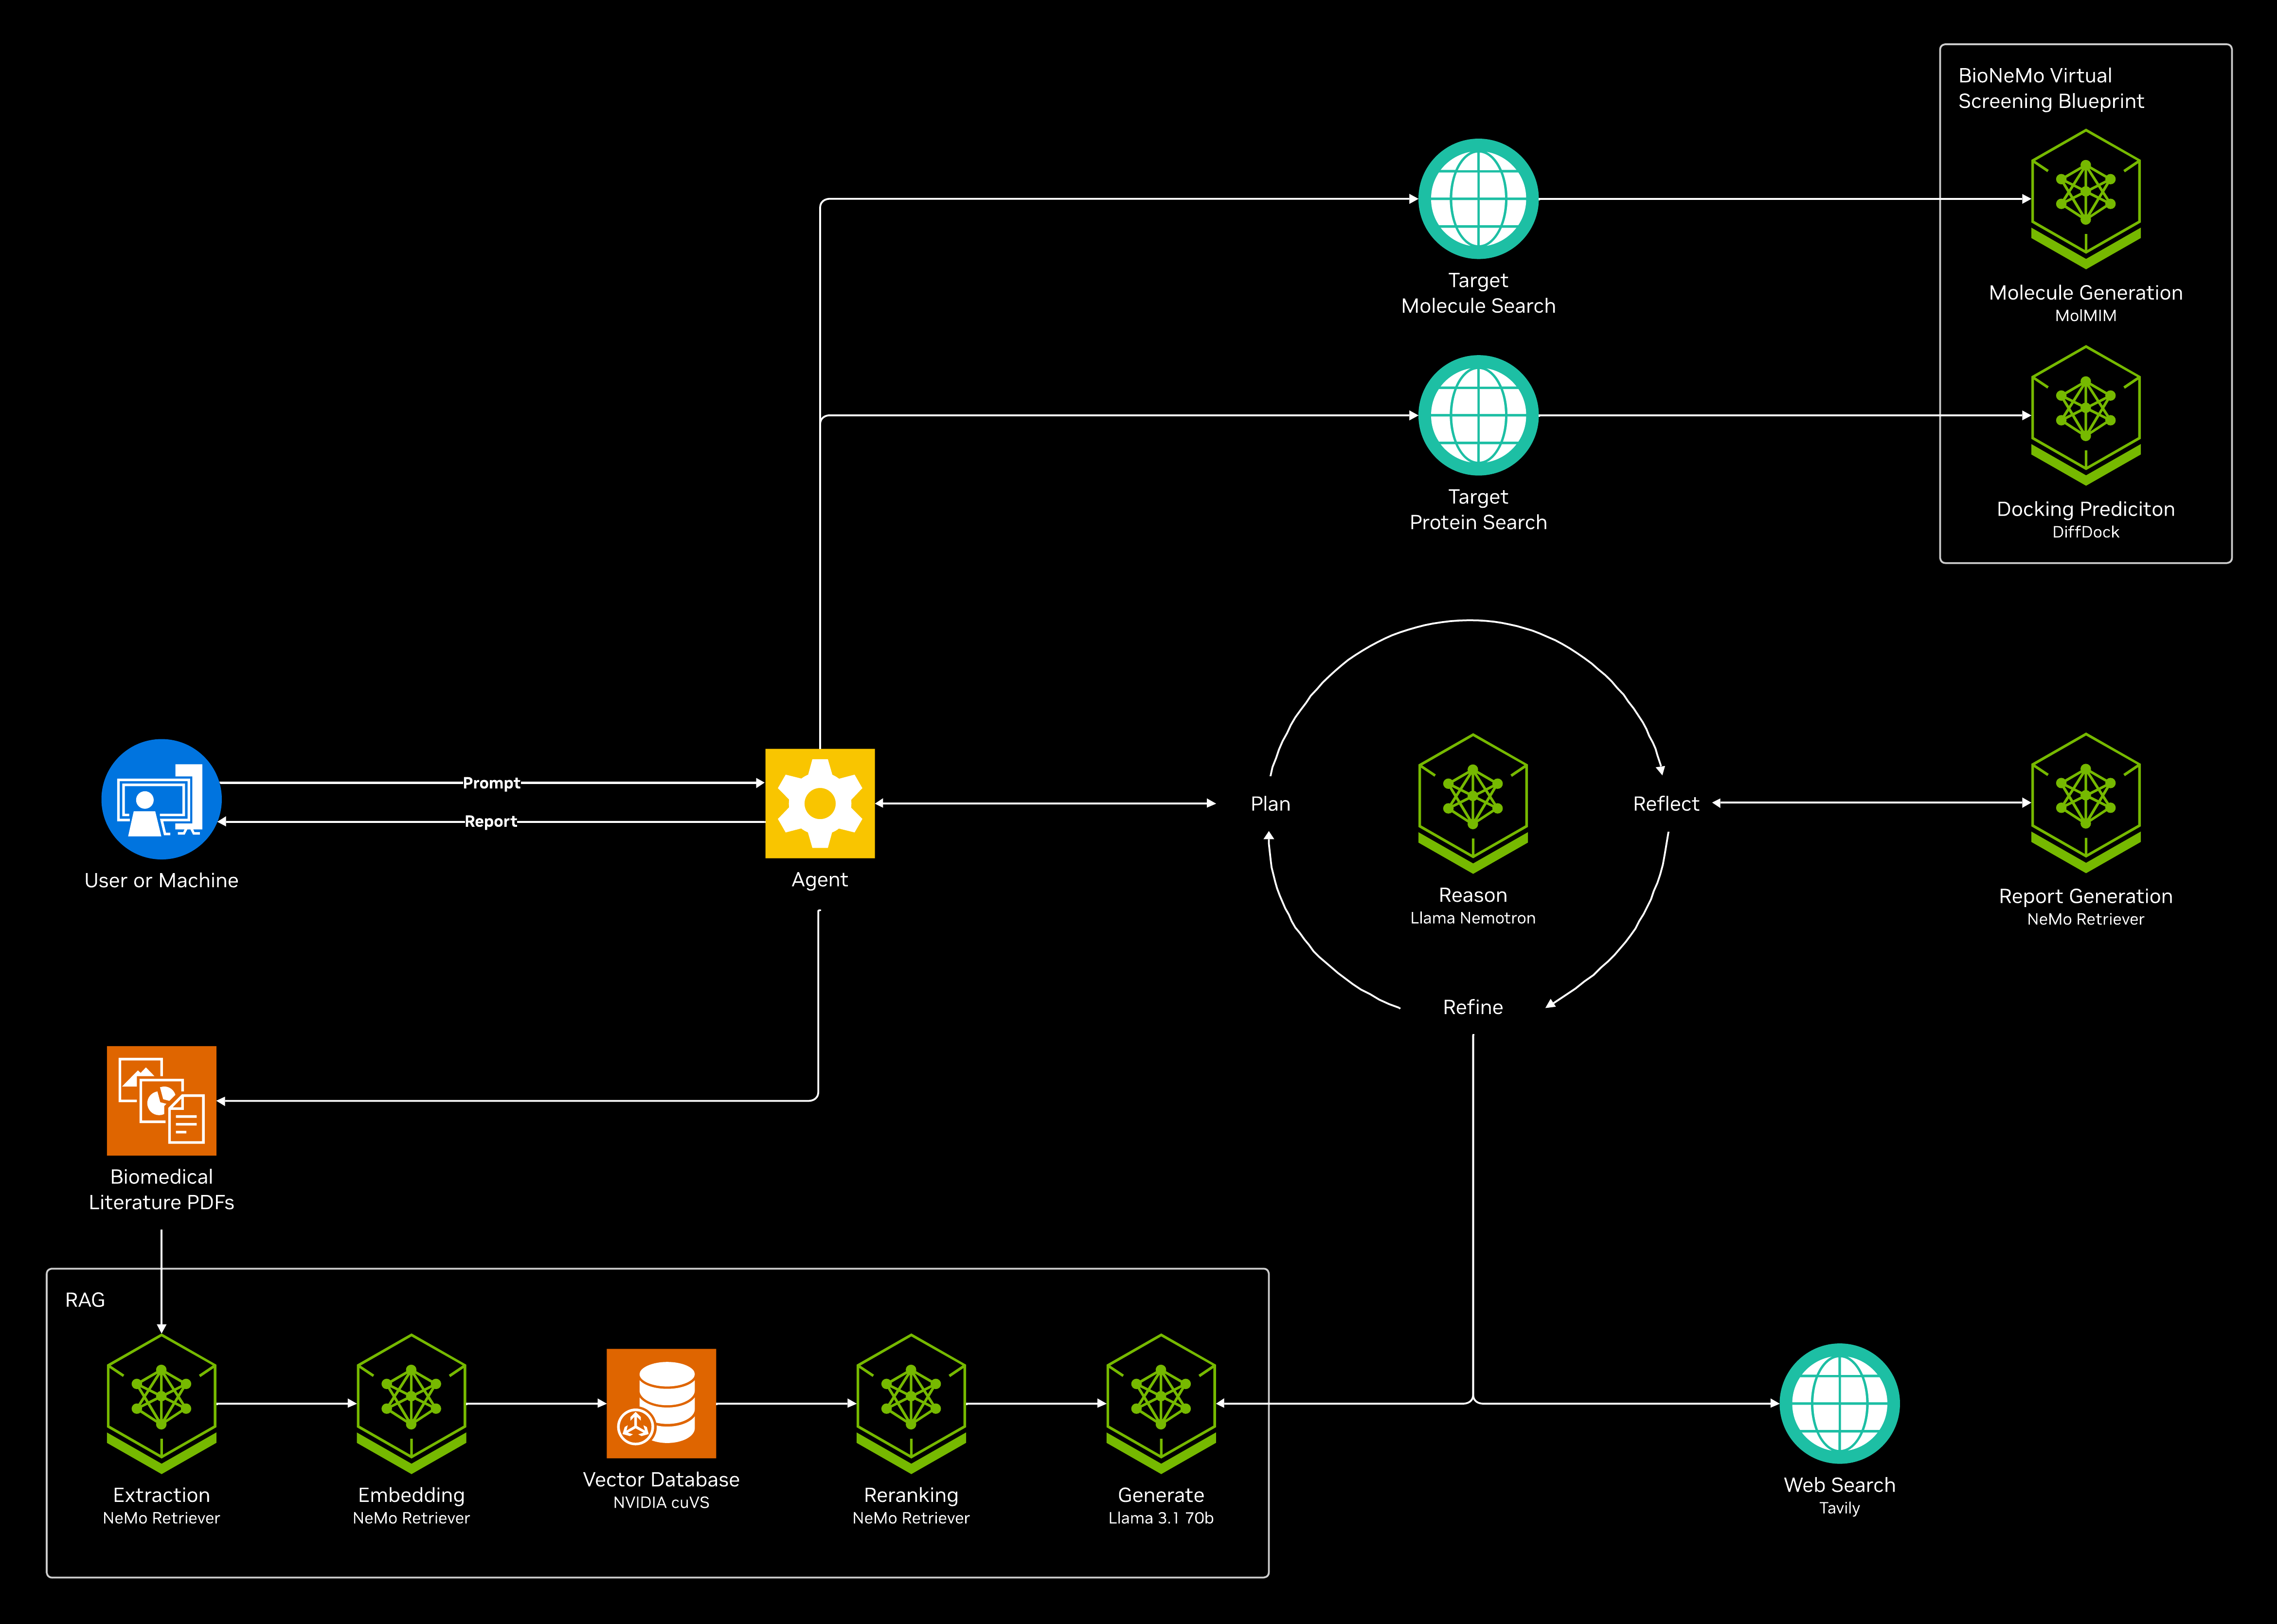 BioNeMo Virtual
Screening Blueprint
Target
Molecule Search
Molecule Generation
MolMIM
Target
Protein Search
Docking Prediciton
DiffDock
Prompt
Report
User or Machine
Agent
Plan
Reason
Llama Nemotron
Reflect
Report Generation
NeMo Retriever
Refine
Biomedical
Literature PDFs
RAG
Extraction
NeMo Retriever
Embedding
NeMo Retriever
Vector Database
NVIDIA cuVS
Reranking
NeMo Retriever
Generate
Llama 3.1 70b
Web Search
Tavily